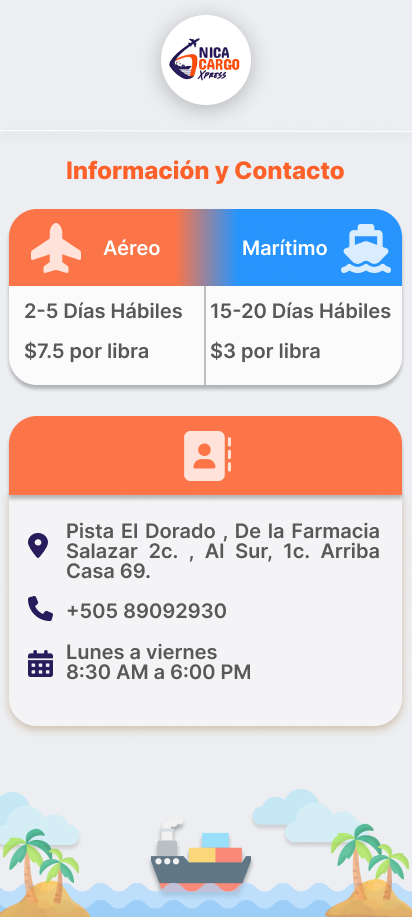 NICA
CARGO
XPRESS
Información y Contacto
Aéreo
Marítimo
2-5 Días Hábiles
15-20 Días Hábiles
$7.5 por libra
$3 por libra
Pista El Dorado , De la Farmacia
Salazar 2c. , Al Sur, 1c. Arriba
Casa 69.
+505 89092930
Lunes a viernes
8:30 AM a 6:00 PM